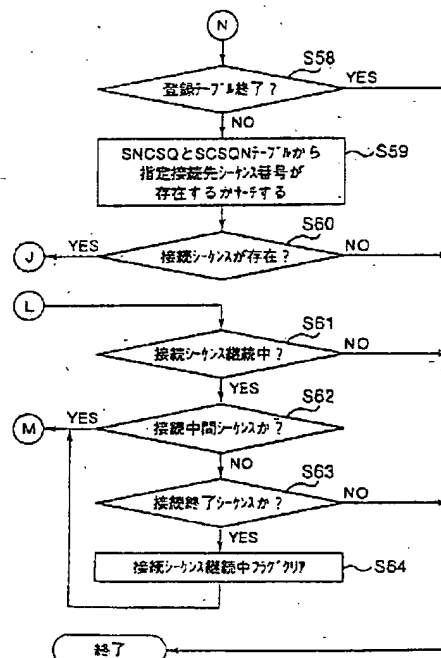 N
S58
登録テーブル終了？
YES
NO
SNCSQとSCSQNテーブルから
指定接続先シーケンス番号が
存在するかサーチする
S59
S60
J
YES
接続シーケンスが存在？
NO
L
S61
接続シーケンス継続中？
NO
YES
S62
M
YES
接続中間シーケンスか？
NO
S63
接続終了シーケンスか？
NO
YES
接続シーケンス継続中フラグクリア
S64
終了